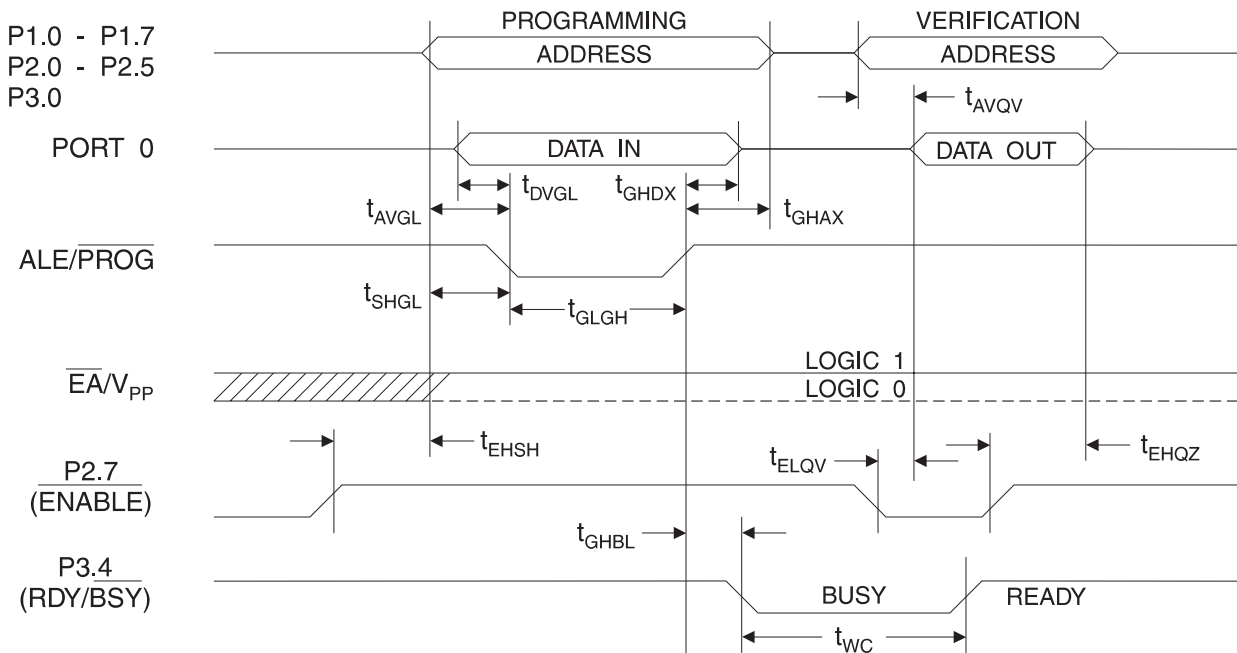 PROGRAMMING VERIFICATION
P1.0 - P1.7
P2.0 - P2.5
P3.0
ADDRESS ADDRESS
tAVQV
PORT 0 DATA IN DATA OUT
tDVGL tGHDX
tAVGL tGHAX
ALE/PROG
tSHGL tGLGH
LOGIC 1
EA/VPP
LOGIC 0
tEHSH tELQV tEHQZ
P2.7
(ENABLE)
tGHBL
P3.4
(RDY/BSY) BUSY READY
tWC